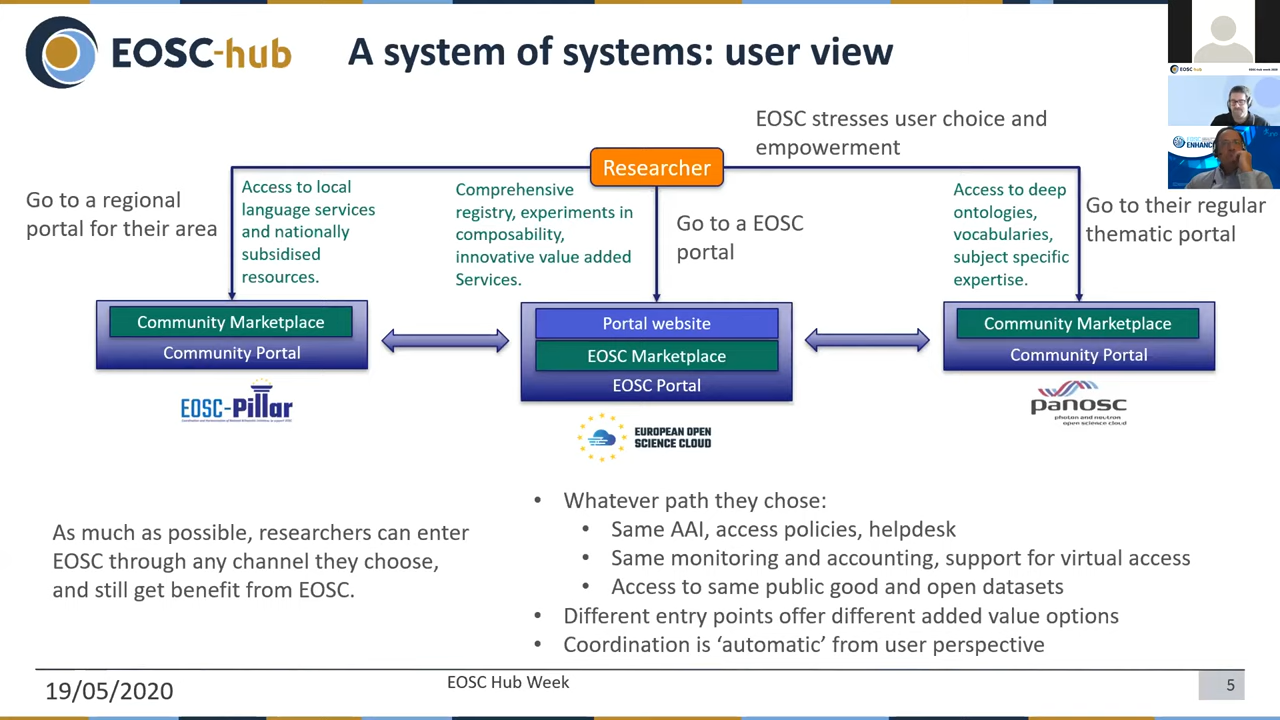 EOSC-hub
A system of systems: user view
EOSC stresses user choice and
empowerment
Researcher
Go to a regional
portal for their area
Access to local
language services
and nationally
subsidised
resources.
Comprehensive
registry, experiments in
composability,
innovative value added
Services.
Go to a EOSC
portal
Access to deep
ontologies,
vocabularies,
subject specific
expertise.
Go to their regular
thematic portal
Community Marketplace
Community Portal
Portal website
EOSC Marketplace
EOSC Portal
Community Marketplace
Community Portal
EOSC-Pillar
EUROPEAN OPEN
SCIENCE CLOUD
panosc
photon and neutron
open science cloud
As much as possible, researchers can enter
EOSC through any channel they choose,
and still get benefit from EOSC.
• Whatever path they chose:
• Same AAI, access policies, helpdesk
• Same monitoring and accounting, support for virtual access
• Access to same public good and open datasets
• Different entry points offer different added value options
• Coordination is ‘automatic’ from user perspective
19/05/2020
EOSC Hub Week
5